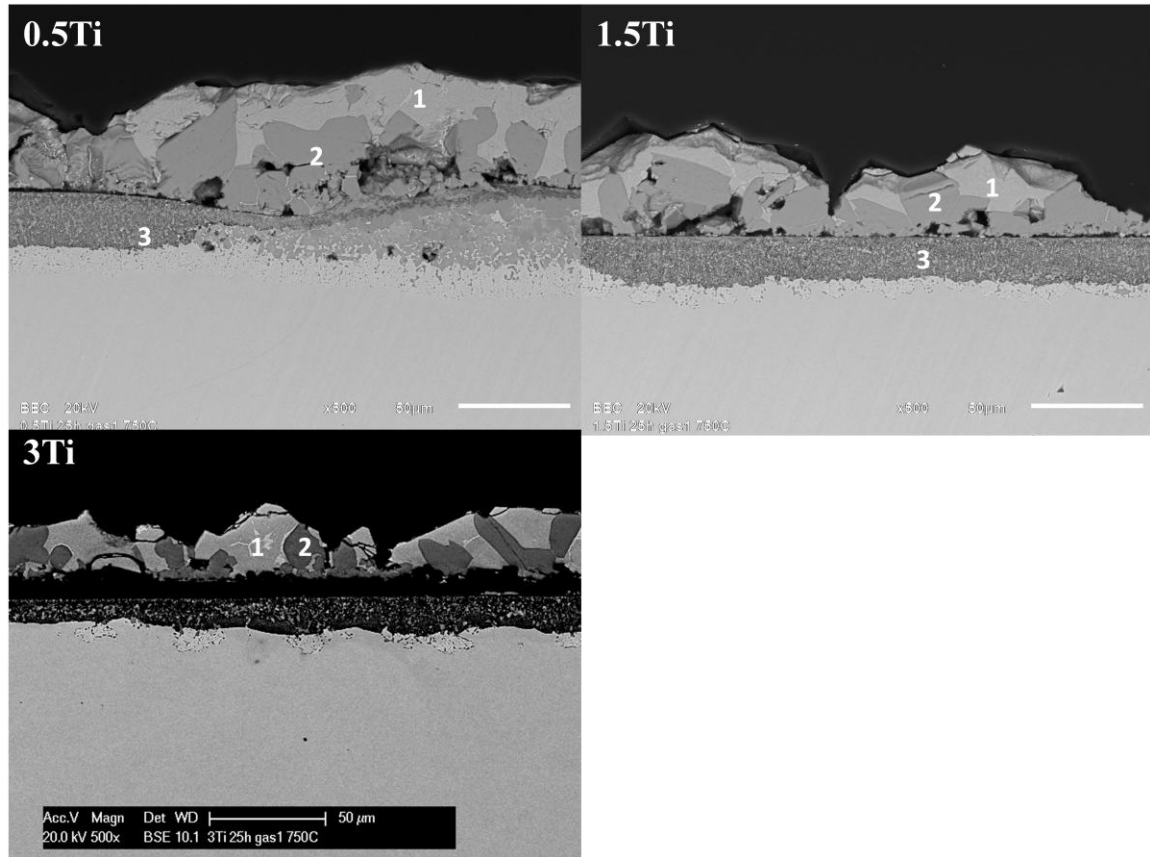 0.5Ti
1
2
3
BEC 20kV x500 50µm
0.5Ti 25h gas1 750C
1.5Ti
1
2
3
BEC 20kV x500 50µm
1.5Ti 25h gas1 750C
3Ti
1 2
Acc.V Magn Det WD 50 µm
20.0 kV 500x BSE 10.1 3Ti 25h gas1 750C